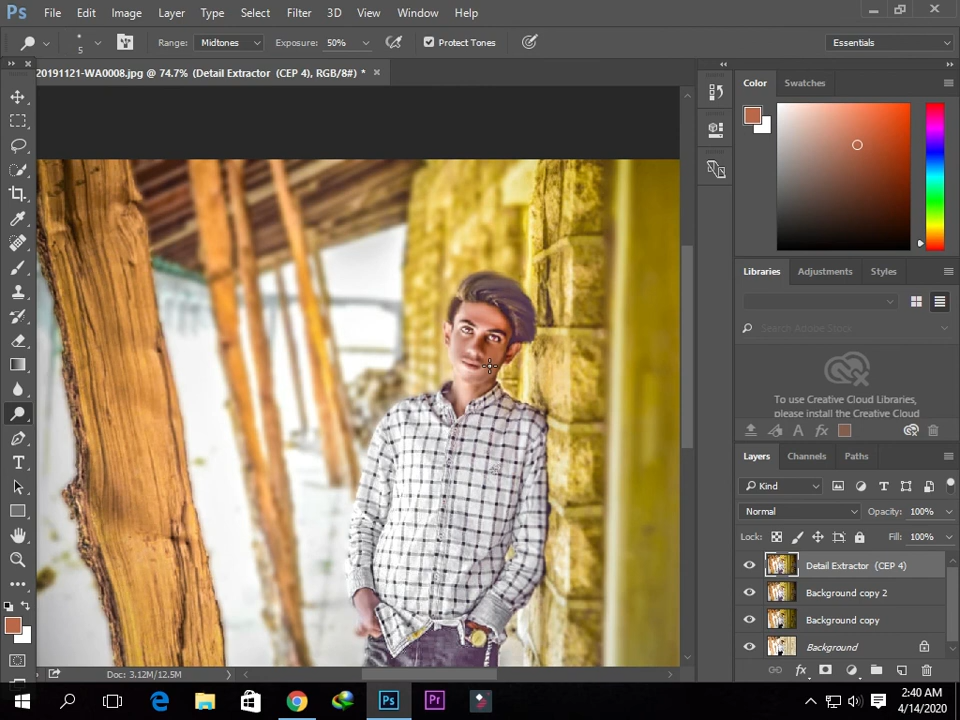 Ps File Edit Image Layer Type Select Filter 3D View Window Help
5 Range: Midtones Exposure: 50% Protect Tones Essentials
20191121-WA0008.jpg @ 74.7% (Detail Extractor (CEP 4), RGB/8#) * ×
Color Swatches
Libraries Adjustments Styles
Search Adobe Stock
To use Creative Cloud Libraries,
please install the Creative Cloud
Layers Channels Paths
Kind
Normal Opacity: 100%
Lock: Fill: 100%
Detail Extractor (CEP 4)
Background copy 2
Background copy
Background
Doc: 3.12M/12.5M
Ps Pr 2:40 AM
4/14/2020